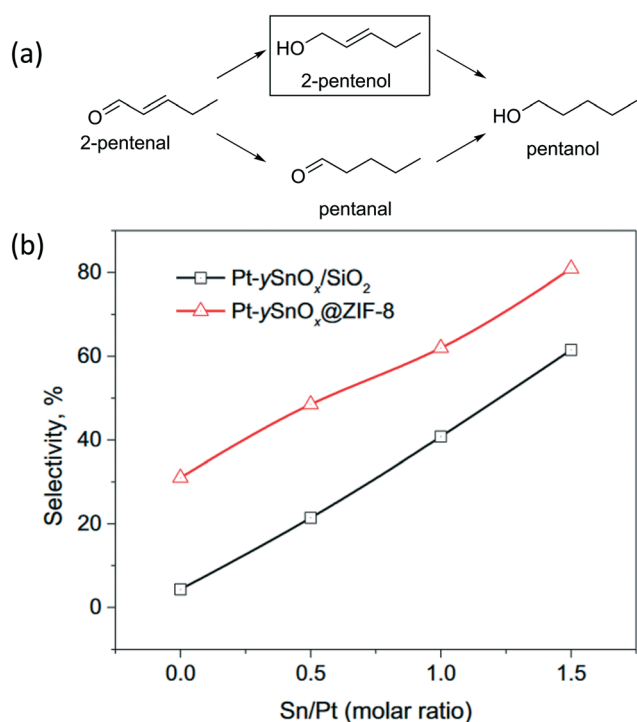 (a)
HO
2-pentenol
O
2-pentenal
HO
pentanol
O
pentanal
(b)
Pt-ySnOₓ/SiO₂
Pt-ySnOₓ@ZIF-8
Selectivity, %
80
60
40
20
0
0.0 0.5 1.0 1.5
Sn/Pt (molar ratio)